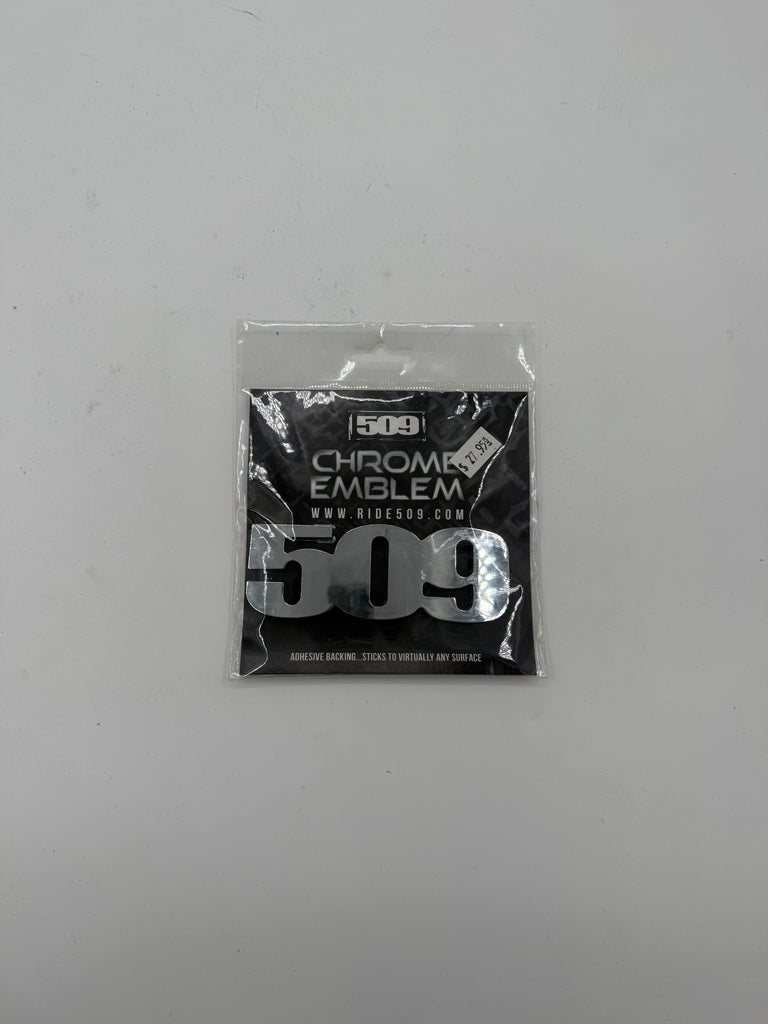 509
CHROME
$ 27.95
EMBLEM
WWW.RIDE509.COM
509
ADHESIVE BACKING...STICKS TO VIRTUALLY ANY SURFACE